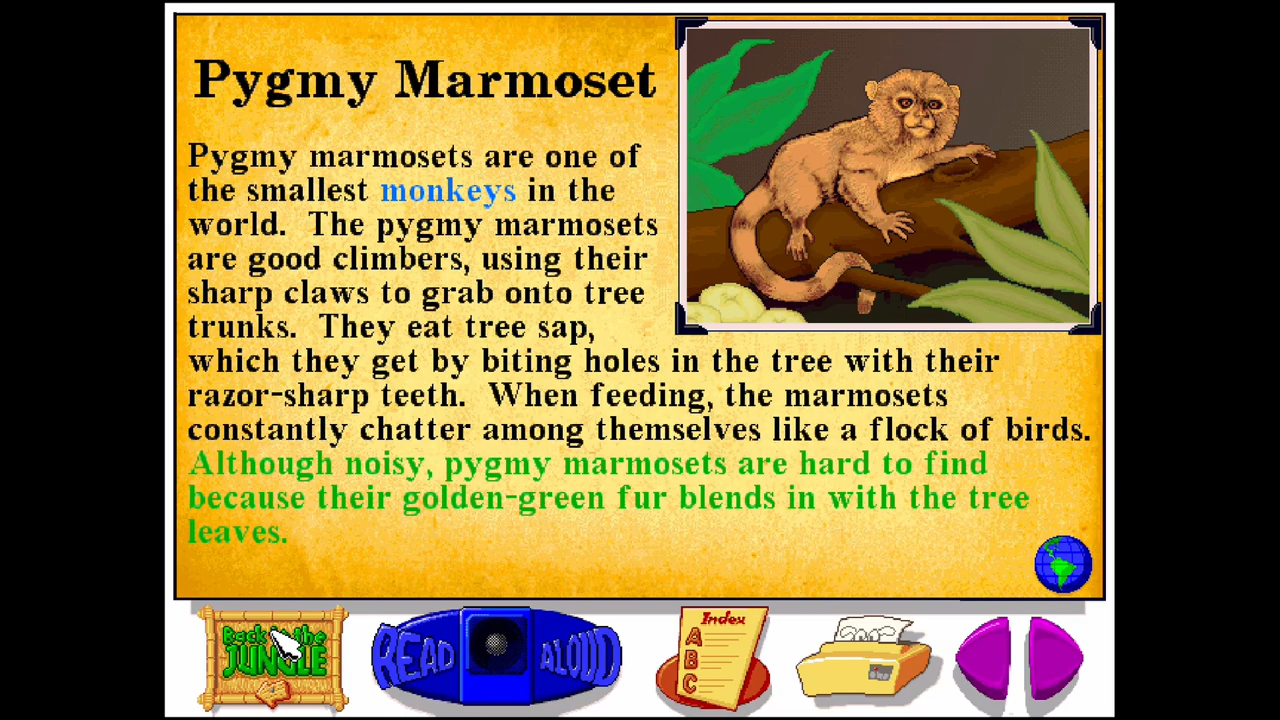 Pygmy Marmoset
Pygmy marmosets are one of
the smallest monkeys in the
world. The pygmy marmosets
are good climbers, using their
sharp claws to grab onto tree
trunks. They eat tree sap,
which they get by biting holes in the tree with their
razor-sharp teeth. When feeding, the marmosets
constantly chatter among themselves like a flock of birds.
Although noisy, pygmy marmosets are hard to find
because their golden-green fur blends in with the tree
leaves.
Back to the
JUNGLE
READ ALOUD
Index
A
B
C